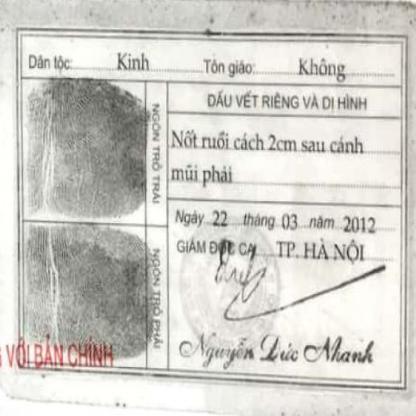 Dân tộc: Kinh Tôn giáo: Không
NGÓN TRỎ TRÁI
DẤU VẾT RIÊNG VÀ DỊ HÌNH
Nốt ruồi cách 2cm sau cánh
mũi phải
NGÓN TRỎ PHẢI
Ngày 22 tháng 03 năm 2012
GIÁM ĐỐC CA TP. HÀ NỘI
Nguyễn Đức Nhanh
VỚI BẢN CHÍNH